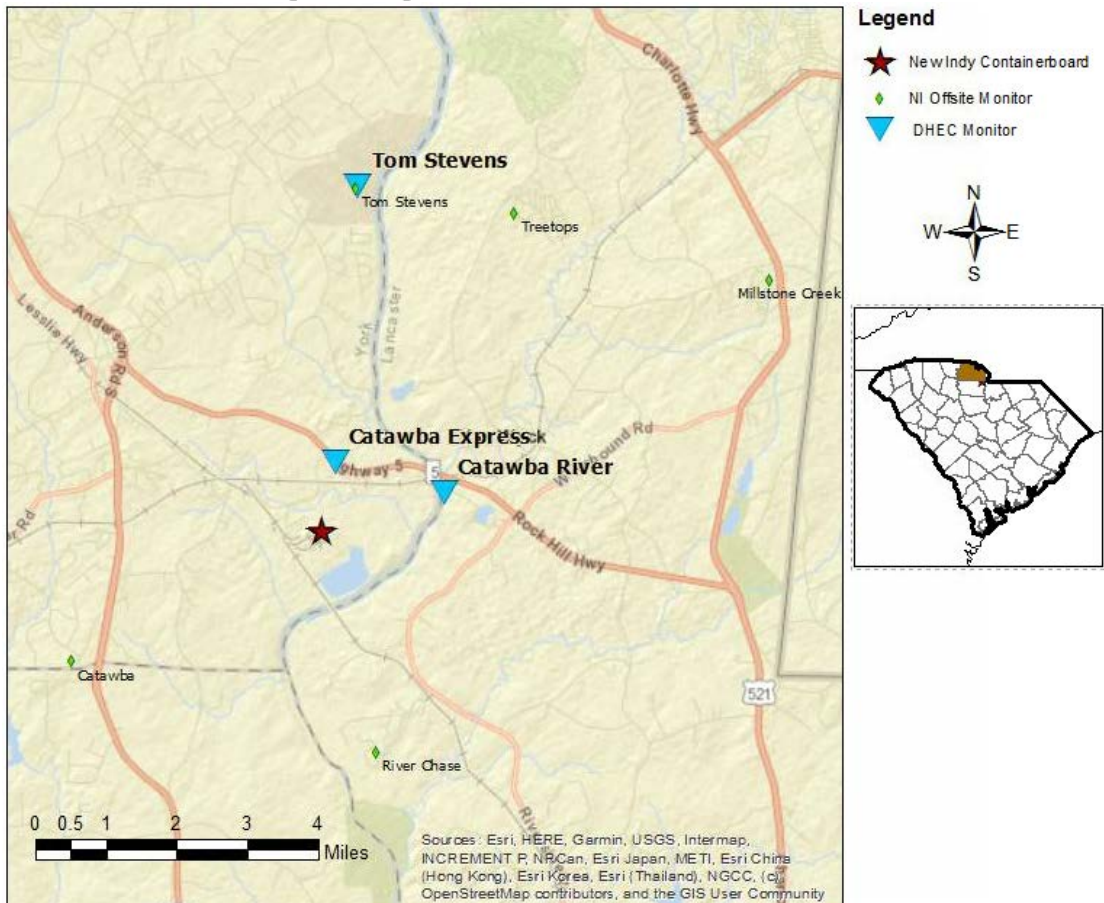 Legend
New Indy Containerboard
NI Offsite Monitor
DHEC Monitor
N
W E
S
Charlotte Hwy
Tom Stevens
Tom Stevens
Treetops
Millstone Creek
York
Lancaster
Lesslie Hwy
Anderson Rd S
Catawba Express
Highway 5
5
Catawba River
Rd
Rock Hill Hwy
Rd
Catawba
521
River Chase
0 0.5 1 2 3 4
Miles
Sources: Esri, HERE, Garmin, USGS, Intermap,
INCREMENT P, NRCan, Esri Japan, METI, Esri China
(Hong Kong), Esri Korea, Esri (Thailand), NGCC, (c)
OpenStreetMap contributors, and the GIS User Community